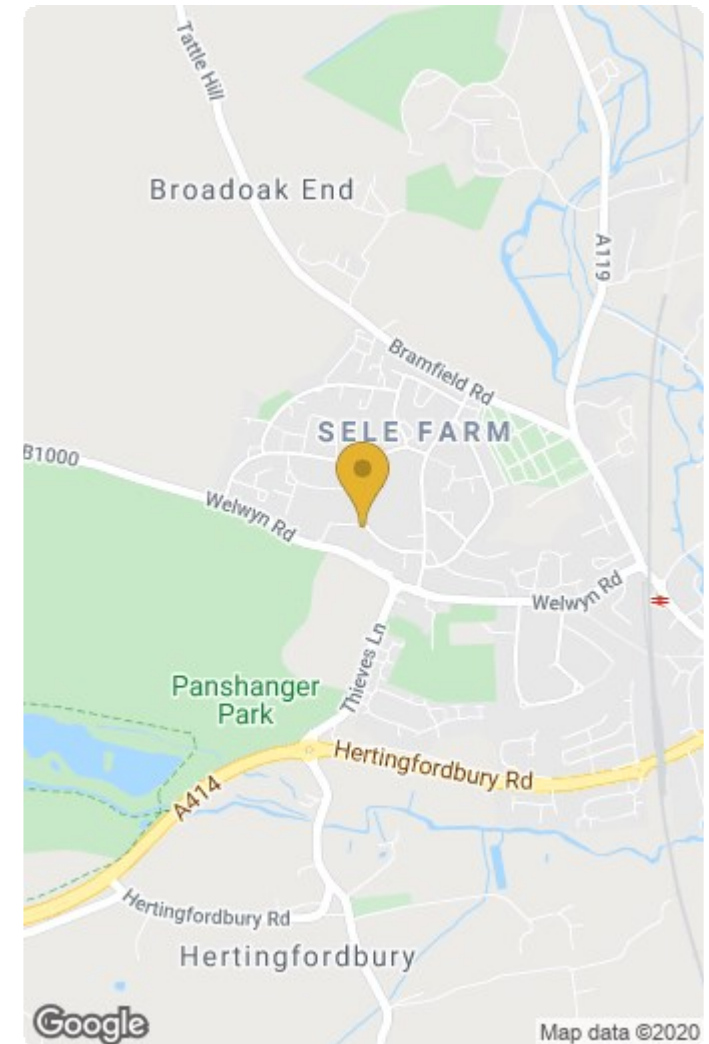 Tattle Hill
Broadoak End
A119
Bramfield Rd
SELE FARM
B1000
Welwyn Rd
Welwyn Rd
Thieves Ln
Panshanger
Park
Hertingfordbury Rd
A414
Hertingfordbury Rd
Hertingfordbury
Google
Map data ©2020